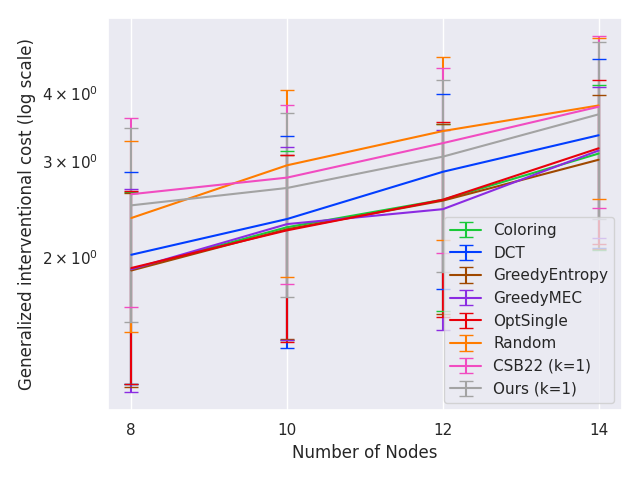 Generalized interventional cost (log scale)
4 × 10⁰
3 × 10⁰
2 × 10⁰
Coloring
DCT
GreedyEntropy
GreedyMEC
OptSingle
Random
CSB22 (k=1)
Ours (k=1)
8
10
12
14
Number of Nodes